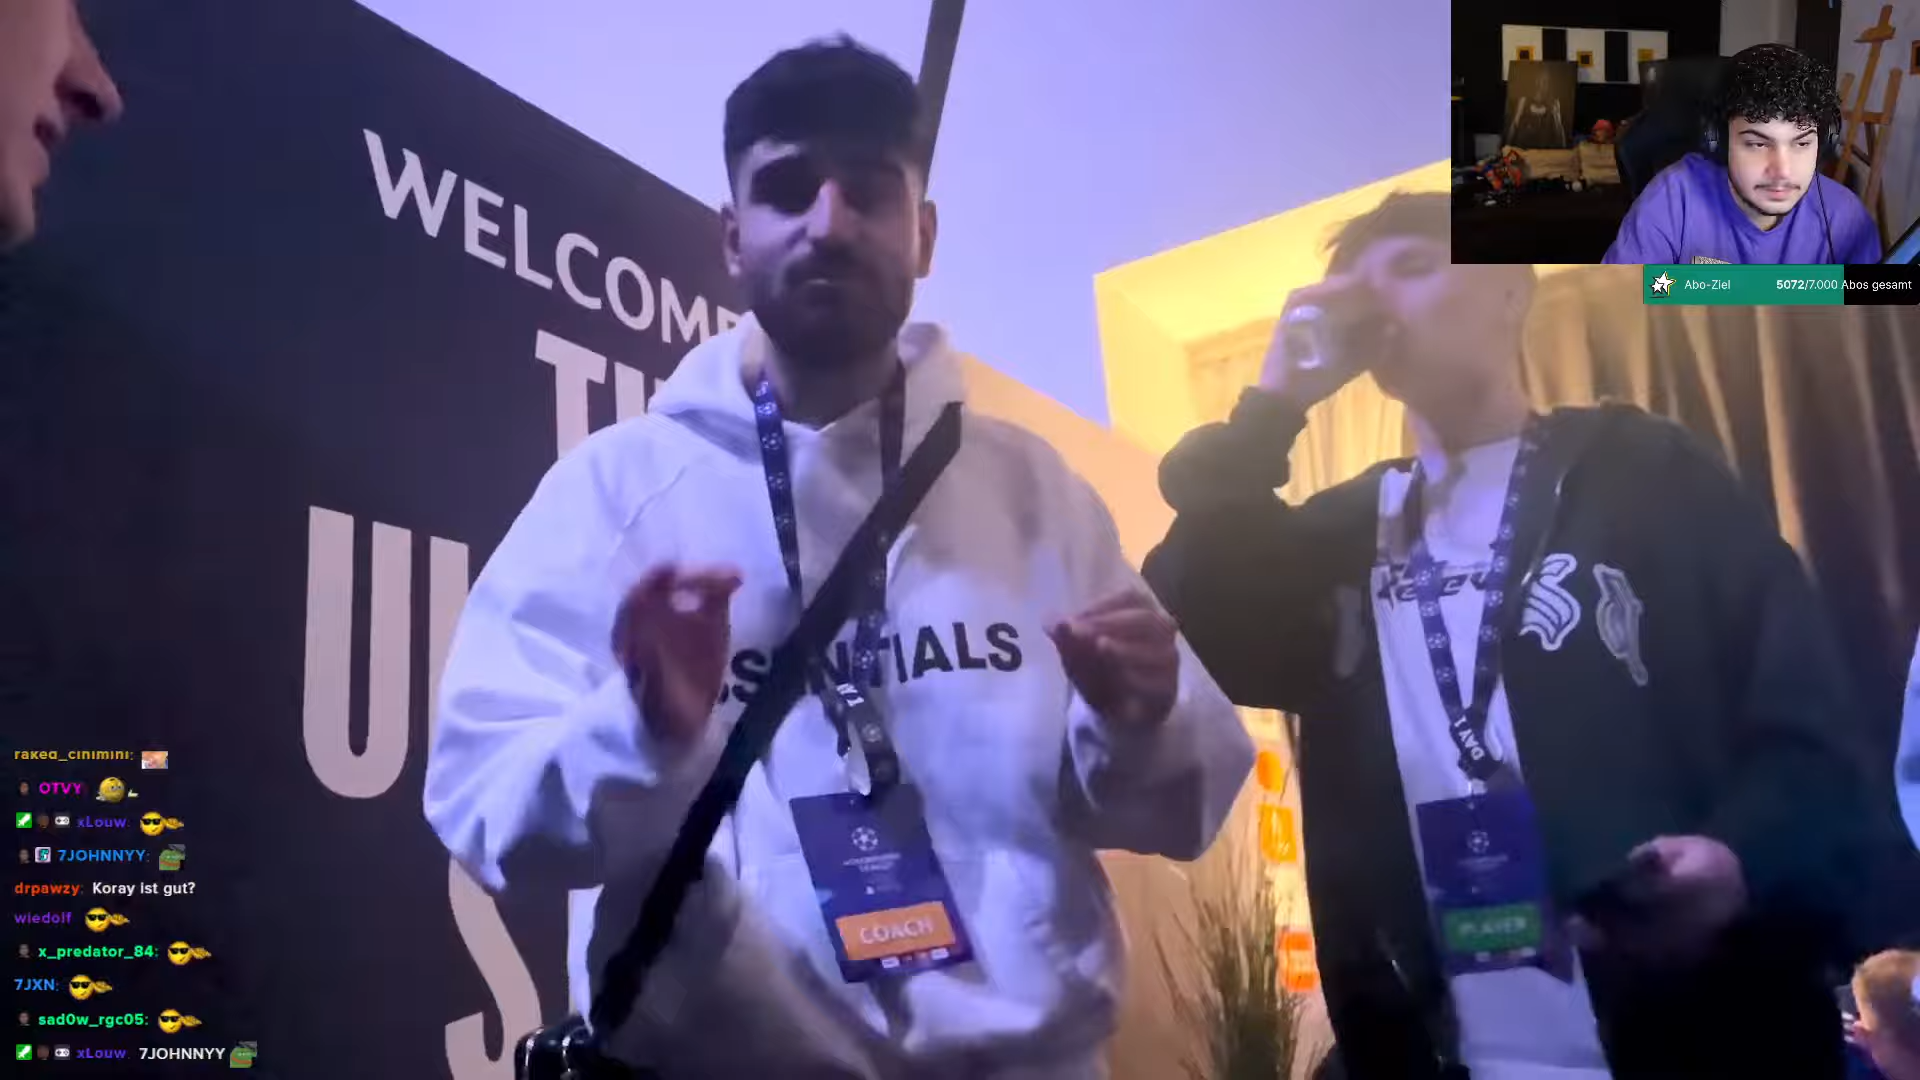 WELCOME
Abo-Ziel 5072/7.000 Abos gesamt
ESSENTIALS
DAY 1
COACH
PLAYER
raked_cinimini:
OTVY
xLouw:
7JOHNNYY:
drpawzy: Koray ist gut?
wiedolf
x_predator_84:
7JXN:
sad0w_rgc05:
xLouw: 7JOHNNYY